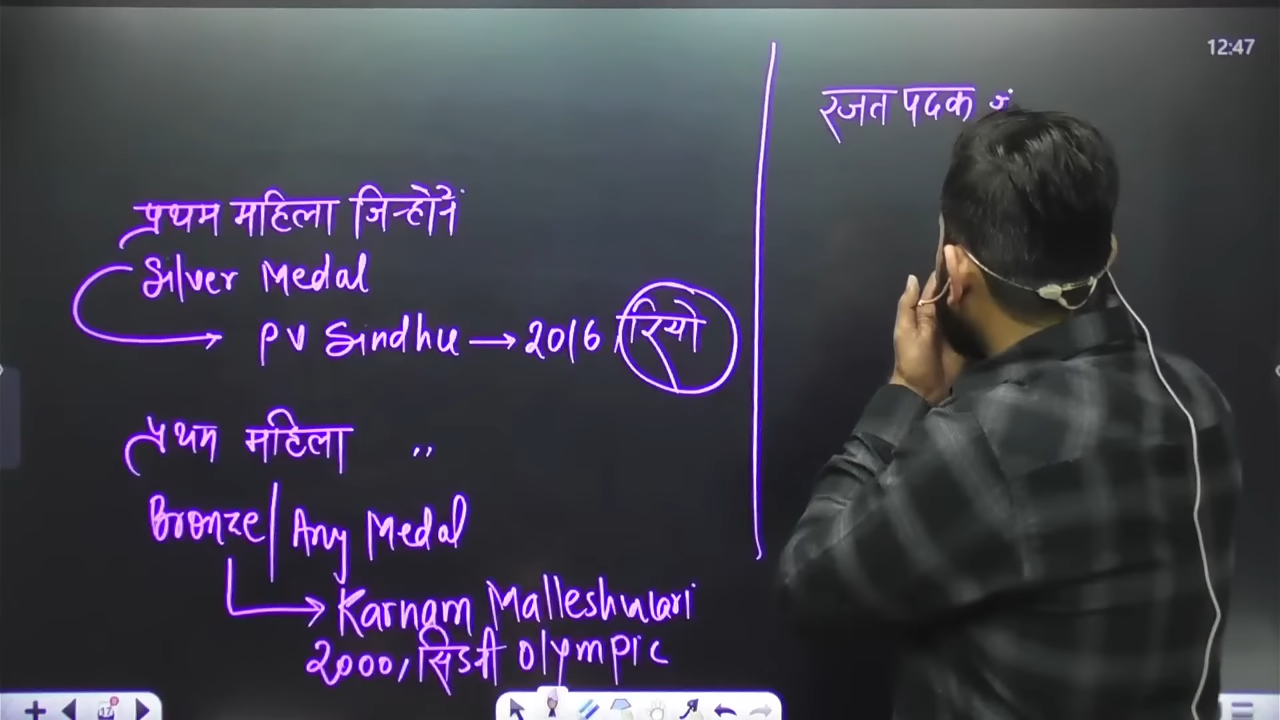 प्रथम महिला जिन्होनें
Silver Medal
PV Sindhu → 2016 रियो
प्रथम महिला ,,
Bronze / Any Medal
Karnam Malleshwari
2000, सिडनी Olympic
रजत पदक
12:47
17